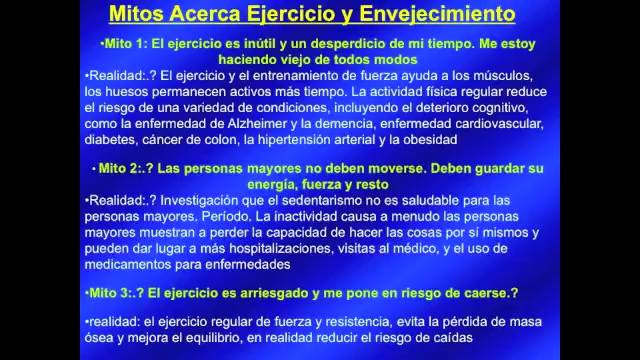 Mitos Acerca Ejercicio y Envejecimiento
•Mito 1: El ejercicio es inútil y un desperdicio de mi tiempo. Me estoy
haciendo viejo de todos modos
•Realidad:.? El ejercicio y el entrenamiento de fuerza ayuda a los músculos,
los huesos permanecen activos más tiempo. La actividad física regular reduce
el riesgo de una variedad de condiciones, incluyendo el deterioro cognitivo,
como la enfermedad de Alzheimer y la demencia, enfermedad cardiovascular,
diabetes, cáncer de colon, la hipertensión arterial y la obesidad
• Mito 2:.? Las personas mayores no deben moverse. Deben guardar su
energía, fuerza y resto
•Realidad:.? Investigación que el sedentarismo no es saludable para las
personas mayores. Período. La inactividad causa a menudo las personas
mayores muestran a perder la capacidad de hacer las cosas por sí mismos y
pueden dar lugar a más hospitalizaciones, visitas al médico, y el uso de
medicamentos para enfermedades
•Mito 3:.? El ejercicio es arriesgado y me pone en riesgo de caerse.?
•realidad: el ejercicio regular de fuerza y resistencia, evita la pérdida de masa
ósea y mejora el equilibrio, en realidad reducir el riesgo de caídas